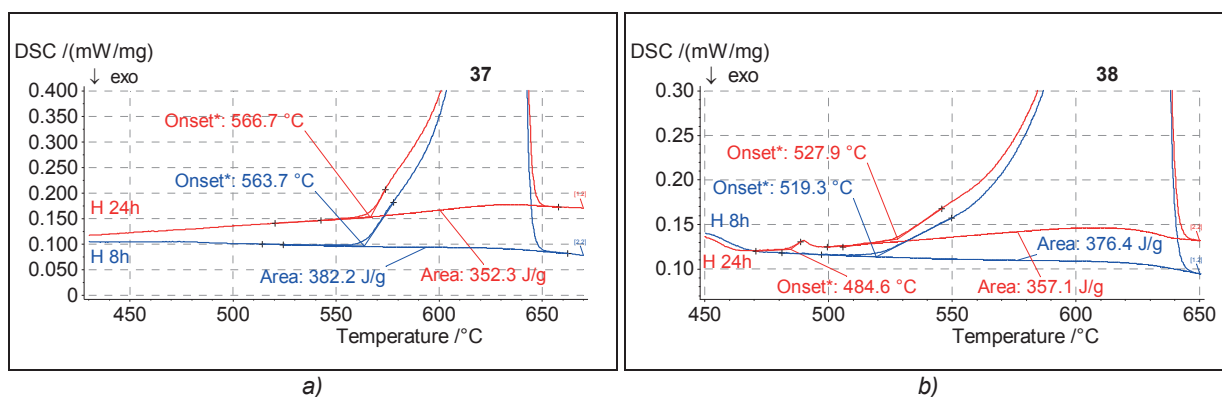 DSC /(mW/mg)
↓ exo
37
0.400
0.350
0.300
0.250
0.200
0.150
0.100
0.050
0
Onset*: 566.7 °C
Onset*: 563.7 °C
H 24h
H 8h
Area: 382.2 J/g
Area: 352.3 J/g
450 500 550 600 650
Temperature /°C
a)
DSC /(mW/mg)
↓ exo
38
0.30
0.25
0.20
0.15
0.10
Onset*: 527.9 °C
Onset*: 519.3 °C
H 8h
H 24h
Area: 376.4 J/g
Onset*: 484.6 °C
Area: 357.1 J/g
450 500 550 600 650
Temperature /°C
b)